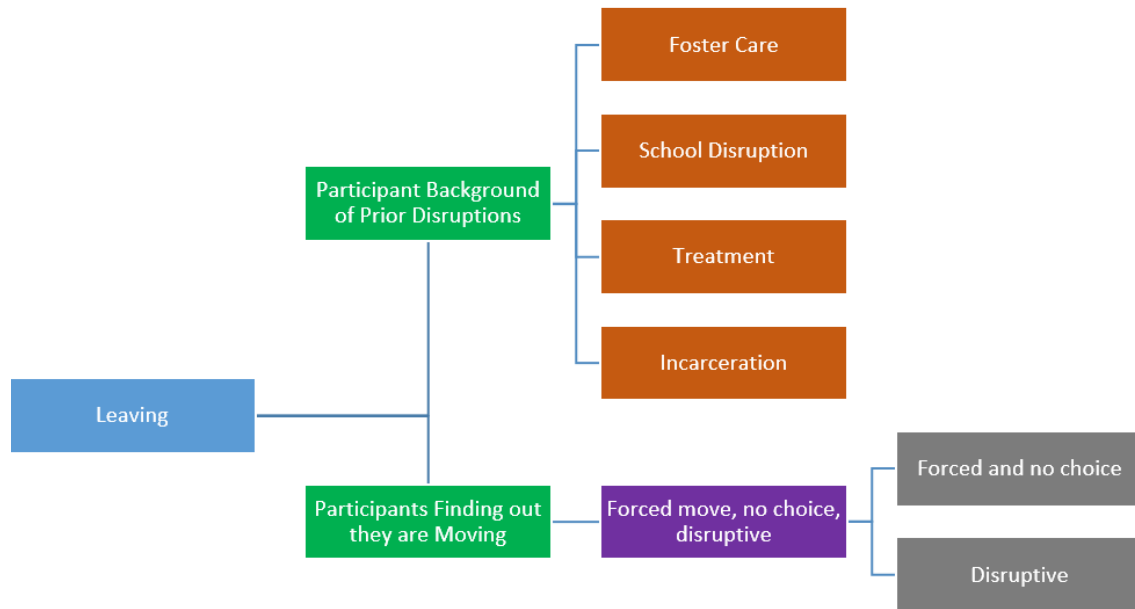 Foster Care
School Disruption
Participant Background
of Prior Disruptions
Treatment
Incarceration
Leaving
Forced and no choice
Participants Finding out
they are Moving
Forced move, no choice,
disruptive
Disruptive